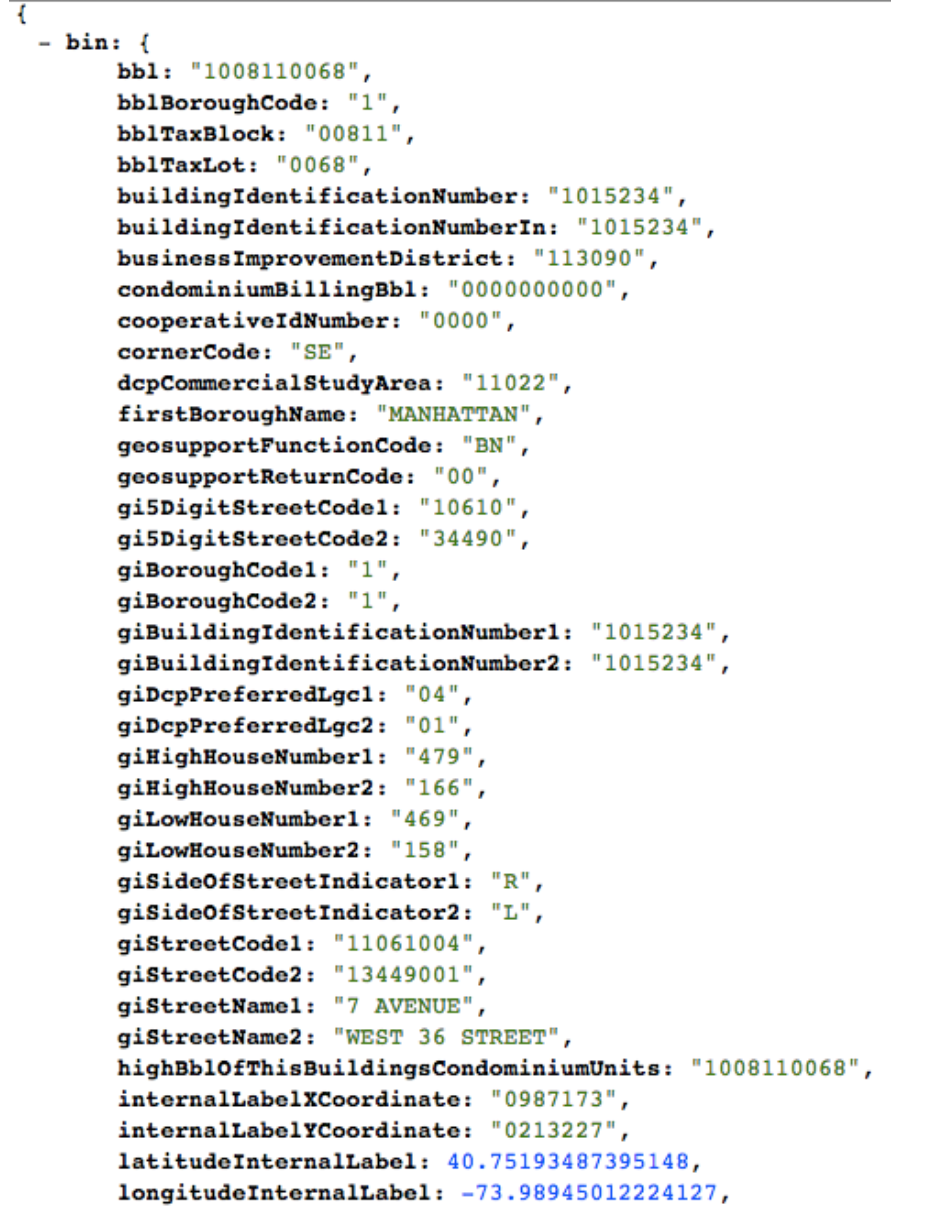 {
- bin: {
bbl: "1008110068",
bblBoroughCode: "1",
bblTaxBlock: "00811",
bblTaxLot: "0068",
buildingIdentificationNumber: "1015234",
buildingIdentificationNumberIn: "1015234",
businessImprovementDistrict: "113090",
condominiumBillingBbl: "0000000000",
cooperativeIdNumber: "0000",
cornerCode: "SE",
dcpCommercialStudyArea: "11022",
firstBoroughName: "MANHATTAN",
geosupportFunctionCode: "BN",
geosupportReturnCode: "00",
gi5DigitStreetCode1: "10610",
gi5DigitStreetCode2: "34490",
giBoroughCode1: "1",
giBoroughCode2: "1",
giBuildingIdentificationNumber1: "1015234",
giBuildingIdentificationNumber2: "1015234",
giDcpPreferredLgc1: "04",
giDcpPreferredLgc2: "01",
giHighHouseNumber1: "479",
giHighHouseNumber2: "166",
giLowHouseNumber1: "469",
giLowHouseNumber2: "158",
giSideOfStreetIndicator1: "R",
giSideOfStreetIndicator2: "L",
giStreetCode1: "11061004",
giStreetCode2: "13449001",
giStreetName1: "7 AVENUE",
giStreetName2: "WEST 36 STREET",
highBblOfThisBuildingsCondominiumUnits: "1008110068",
internalLabelXCoordinate: "0987173",
internalLabelYCoordinate: "0213227",
latitudeInternalLabel: 40.75193487395148,
longitudeInternalLabel: -73.98945012224127,